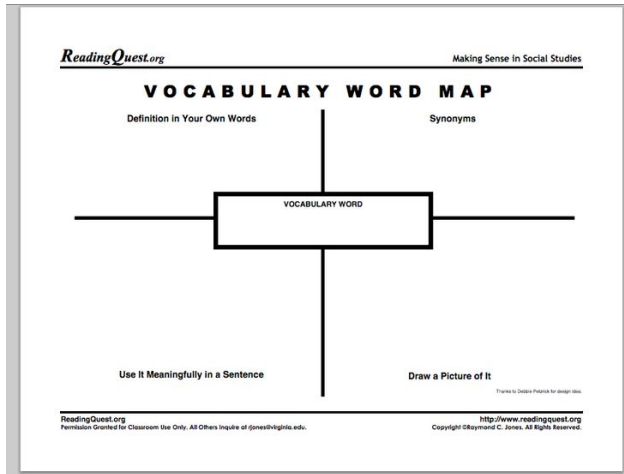 ReadingQuest.org
Making Sense in Social Studies
VOCABULARY WORD MAP
Definition in Your Own Words
Synonyms
VOCABULARY WORD
Use It Meaningfully in a Sentence
Draw a Picture of It
Thanks to Debbie Petzrick for design idea.
ReadingQuest.org
http://www.readingquest.org
Permission Granted for Classroom Use Only. All Others Inquire at rjones@virginia.edu.
Copyright ©Raymond C. Jones. All Rights Reserved.